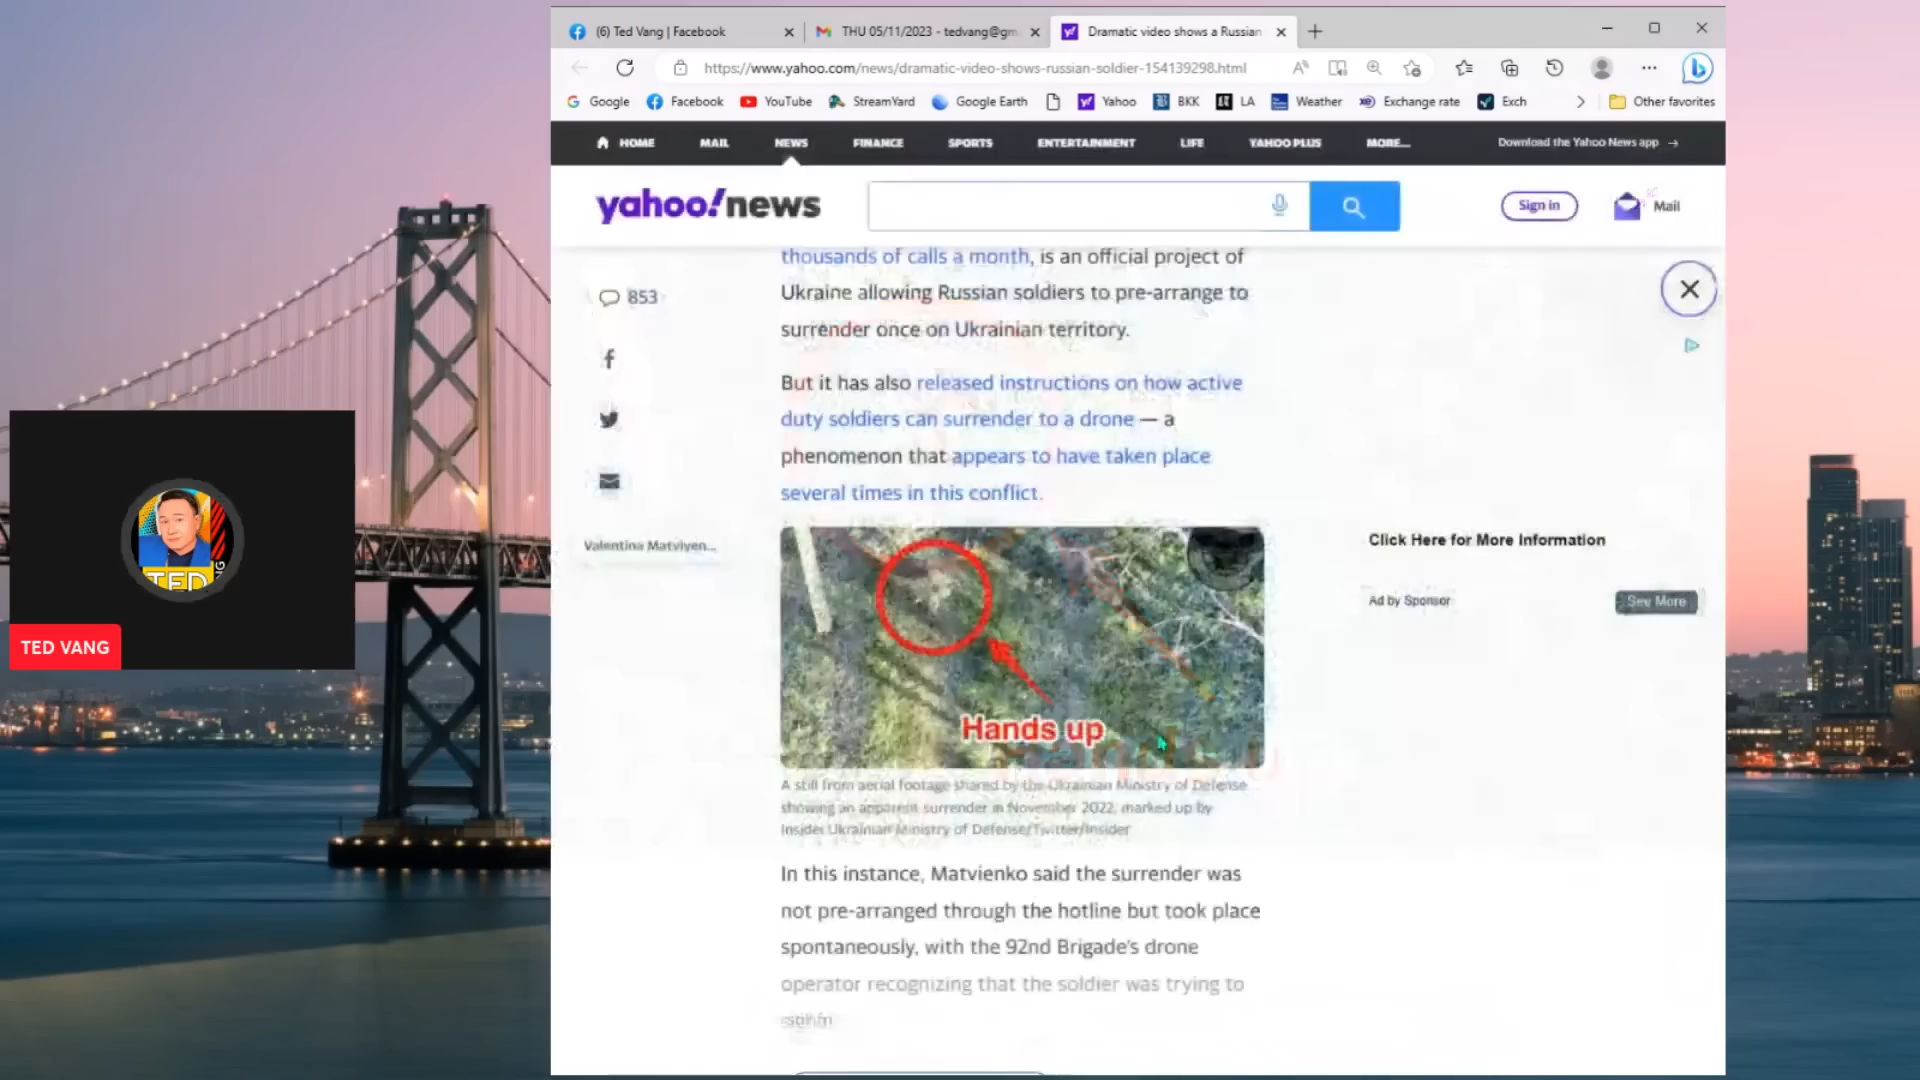 (6) Ted Vang | Facebook
THU 05/11/2023 - tedvang@gm
Dramatic video shows a Russian
https://www.yahoo.com/news/dramatic-video-shows-russian-soldier-154139298.html
Google
Facebook
YouTube
StreamYard
Google Earth
Yahoo
BKK
LA
Weather
Exchange rate
Exch
Other favorites
HOME
MAIL
NEWS
FINANCE
SPORTS
ENTERTAINMENT
LIFE
YAHOO PLUS
MORE...
Download the Yahoo News app →
yahoo!news
Sign in
Mail
853
thousands of calls a month, is an official project of
Ukraine allowing Russian soldiers to pre-arrange to
surrender once on Ukrainian territory.
But it has also released instructions on how active
duty soldiers can surrender to a drone — a
phenomenon that appears to have taken place
several times in this conflict.
Valentina Matviyen...
Hands up
A still from aerial footage shared by the Ukrainian Ministry of Defense
showing an apparent surrender in November 2022, marked up by
Insider Ukrainian Ministry of Defense/Twitter/Insider
In this instance, Matvienko said the surrender was
not pre-arranged through the hotline but took place
spontaneously, with the 92nd Brigade's drone
operator recognizing that the soldier was trying to
Click Here for More Information
Ad by Sponsor
See More
TED
TED VANG